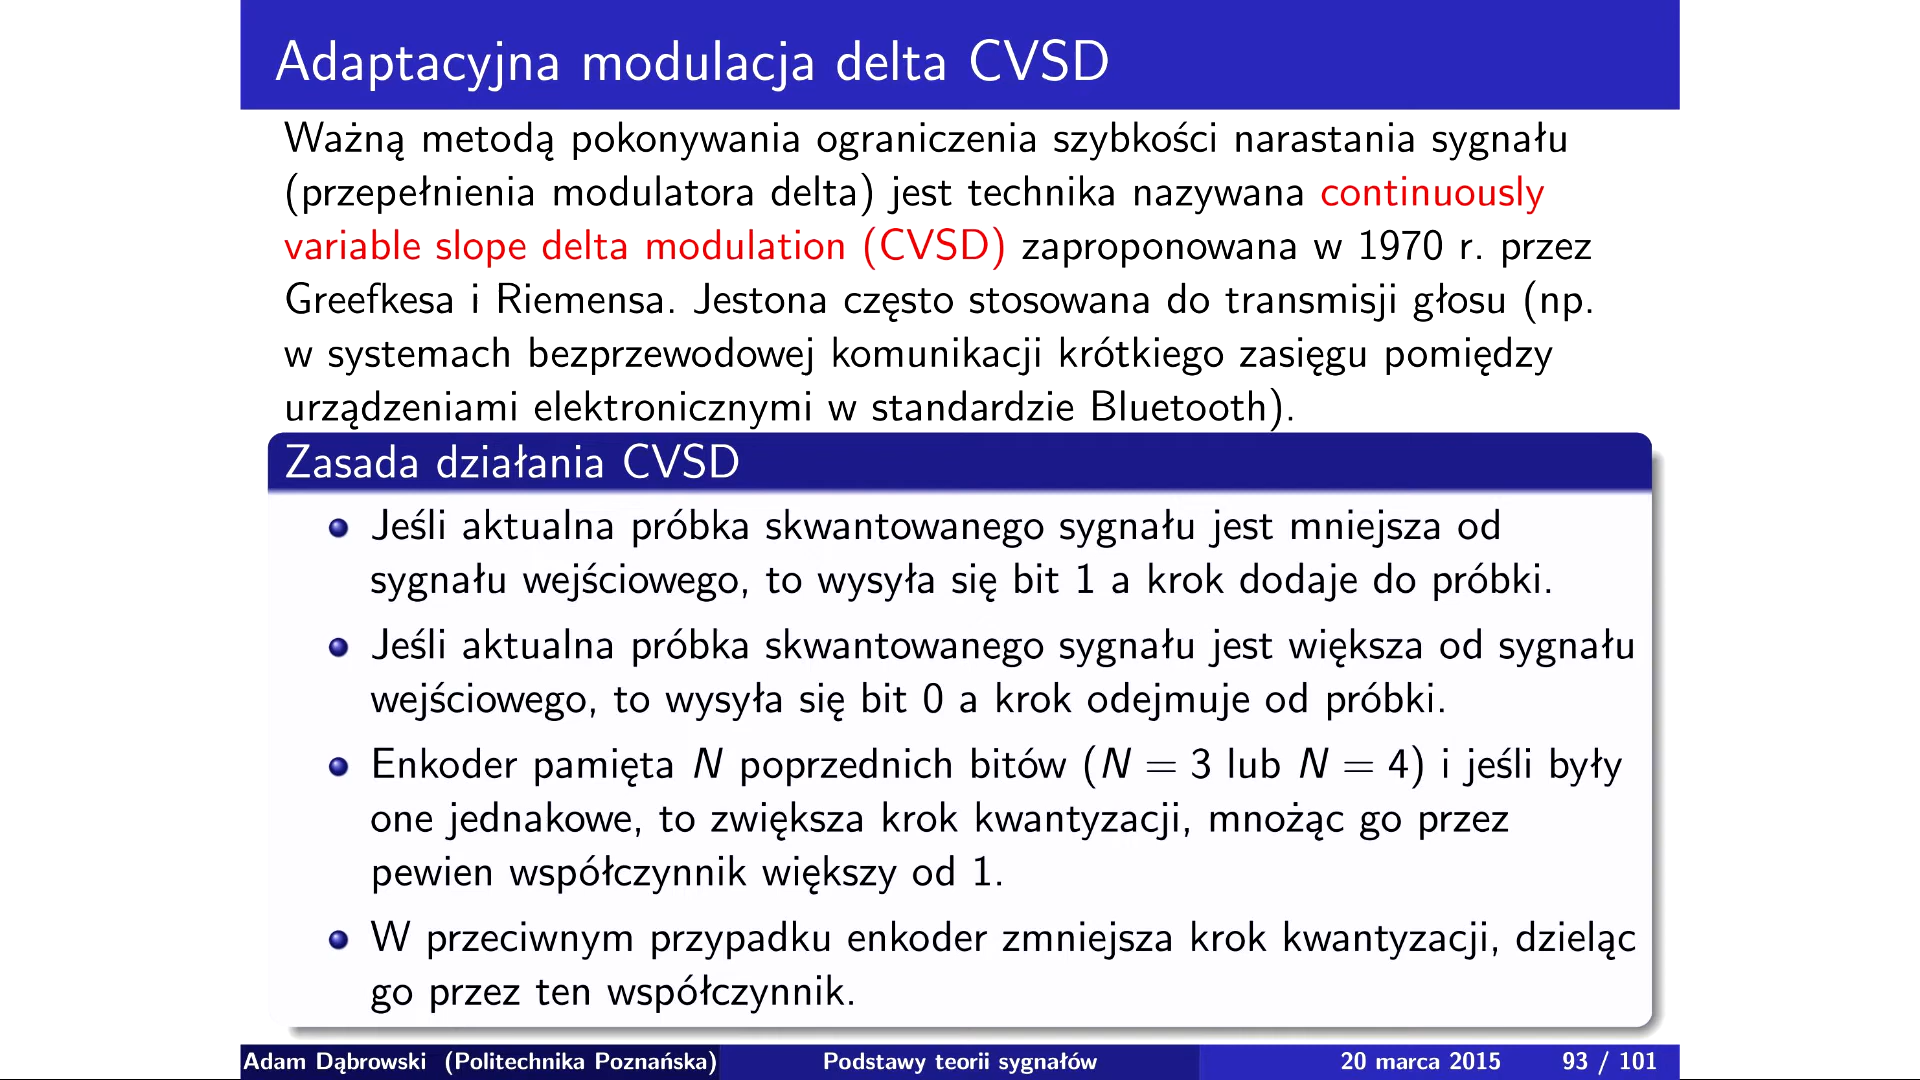 Adaptacyjna modulacja delta CVSD
Ważną metodą pokonywania ograniczenia szybkości narastania sygnału
(przepełnienia modulatora delta) jest technika nazywana continuously
variable slope delta modulation (CVSD) zaproponowana w 1970 r. przez
Greefkesa i Riemensa. Jestona często stosowana do transmisji głosu (np.
w systemach bezprzewodowej komunikacji krótkiego zasięgu pomiędzy
urządzeniami elektronicznymi w standardzie Bluetooth).
Zasada działania CVSD
Jeśli aktualna próbka skwantowanego sygnału jest mniejsza od
sygnału wejściowego, to wysyła się bit 1 a krok dodaje do próbki.
Jeśli aktualna próbka skwantowanego sygnału jest większa od sygnału
wejściowego, to wysyła się bit 0 a krok odejmuje od próbki.
Enkoder pamięta N poprzednich bitów (N = 3 lub N = 4) i jeśli były
one jednakowe, to zwiększa krok kwantyzacji, mnożąc go przez
pewien współczynnik większy od 1.
W przeciwnym przypadku enkoder zmniejsza krok kwantyzacji, dzieląc
go przez ten współczynnik.
Adam Dąbrowski (Politechnika Poznańska) Podstawy teorii sygnałów 20 marca 2015 93 / 101